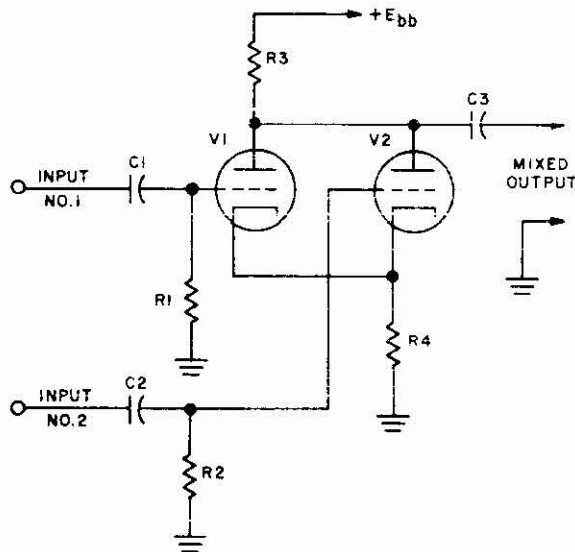 +Ebb
R3
C3
V1
V2
C1
INPUT
NO.1
MIXED
OUTPUT
R1
R4
C2
INPUT
NO.2
R2